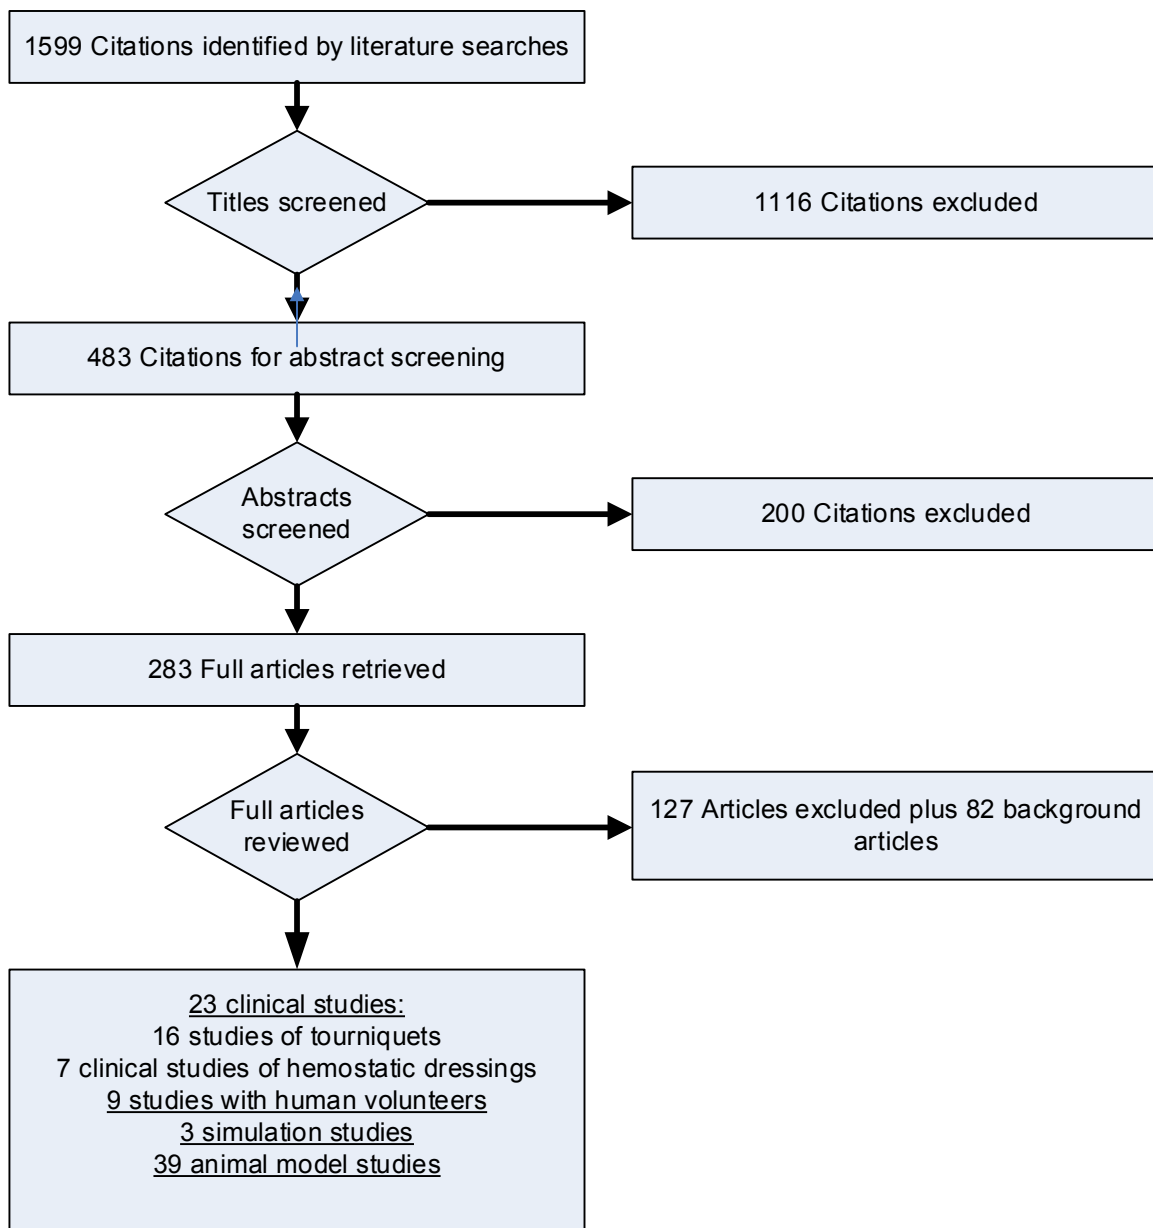 1599 Citations identified by literature searches
Titles screened
1116 Citations excluded
483 Citations for abstract screening
Abstracts
screened
200 Citations excluded
283 Full articles retrieved
Full articles
reviewed
127 Articles excluded plus 82 background
articles
23 clinical studies:
16 studies of tourniquets
7 clinical studies of hemostatic dressings
9 studies with human volunteers
3 simulation studies
39 animal model studies